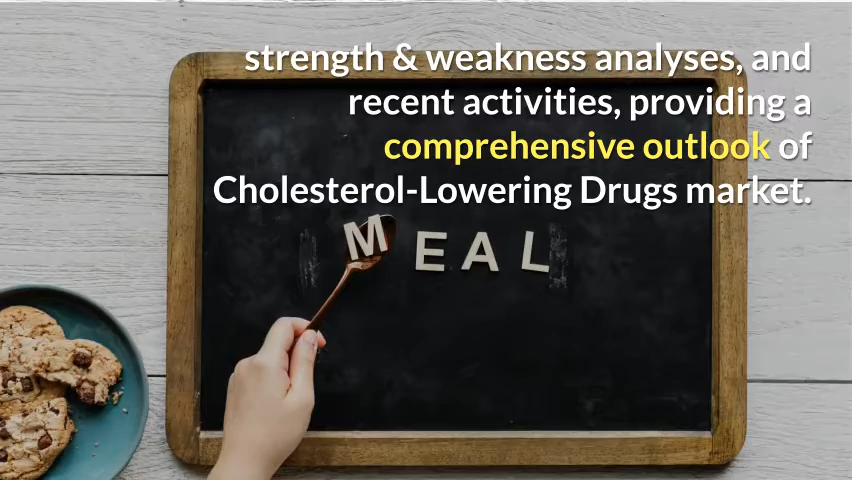 strength & weakness analyses, and
recent activities, providing a
comprehensive outlook of
Cholesterol-Lowering Drugs market.
MEAL